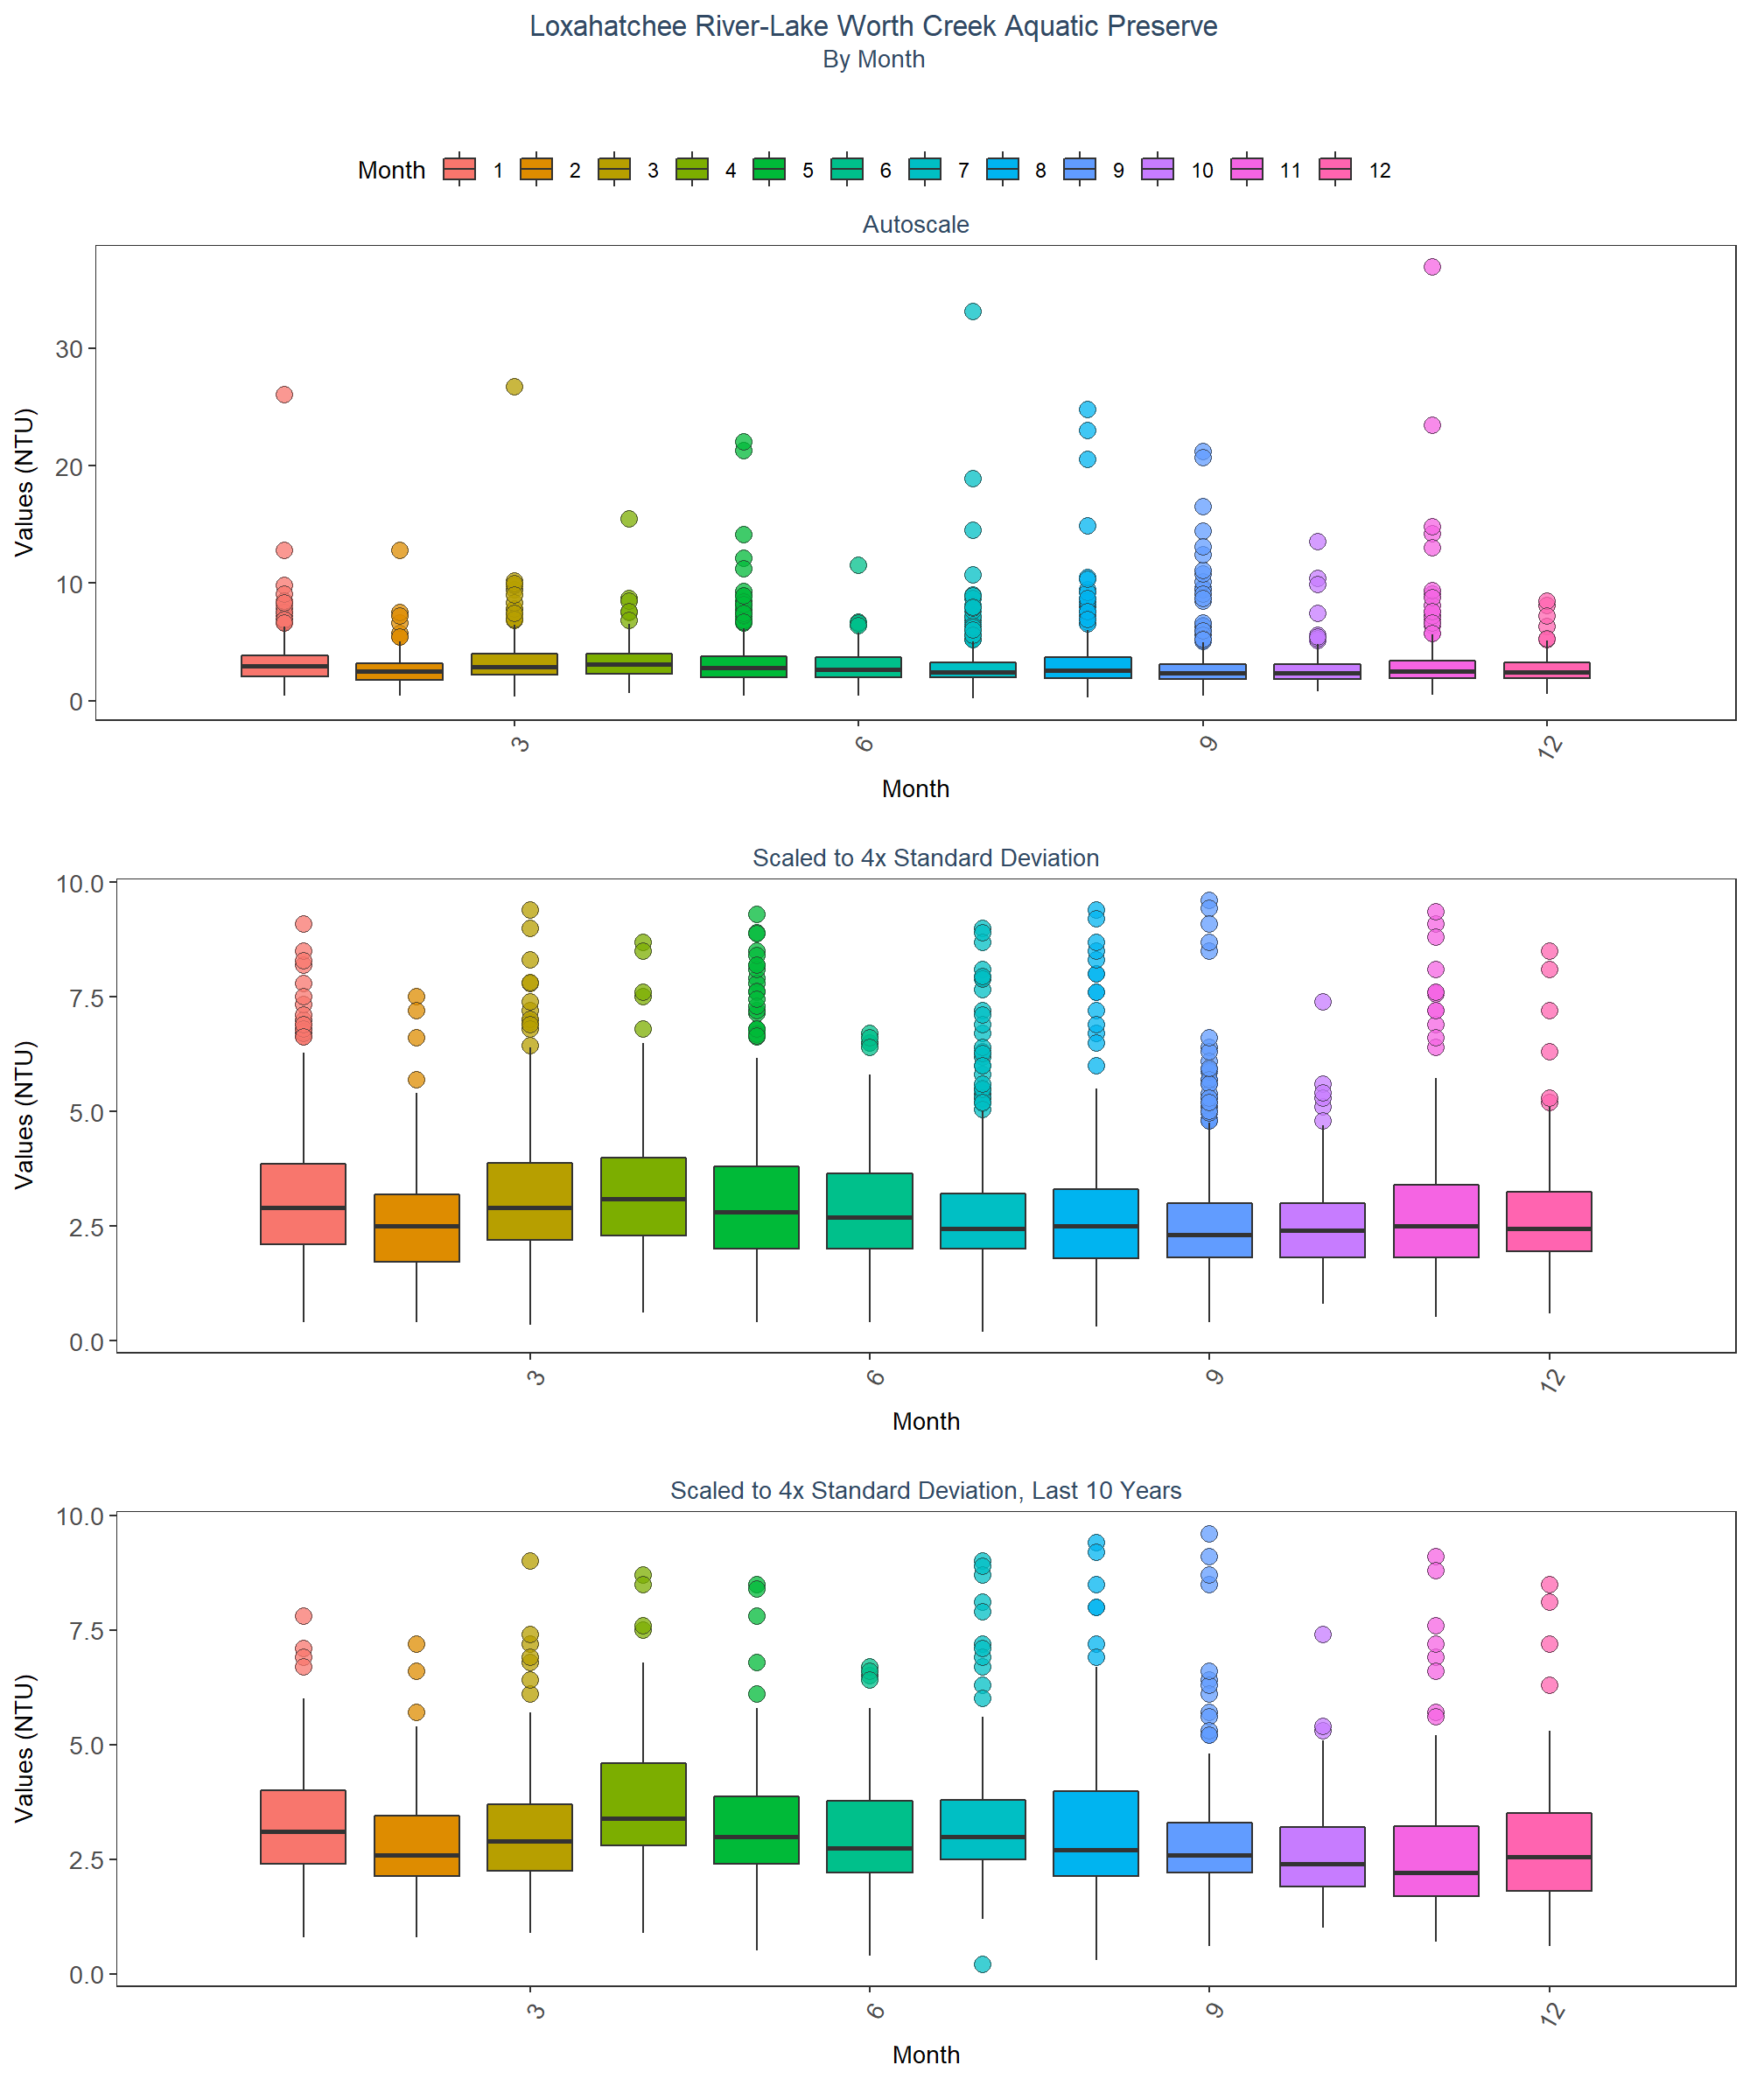 Loxahatchee River-Lake Worth Creek Aquatic Preserve
By Month
Month 1 2 3 4 5 6 7 8 9 10 11 12
Autoscale
Values (NTU)
30
20
10
0
3 6 9 12
Month
Scaled to 4x Standard Deviation
Values (NTU)
10.0
7.5
5.0
2.5
0.0
3 6 9 12
Month
Scaled to 4x Standard Deviation, Last 10 Years
Values (NTU)
10.0
7.5
5.0
2.5
0.0
3 6 9 12
Month